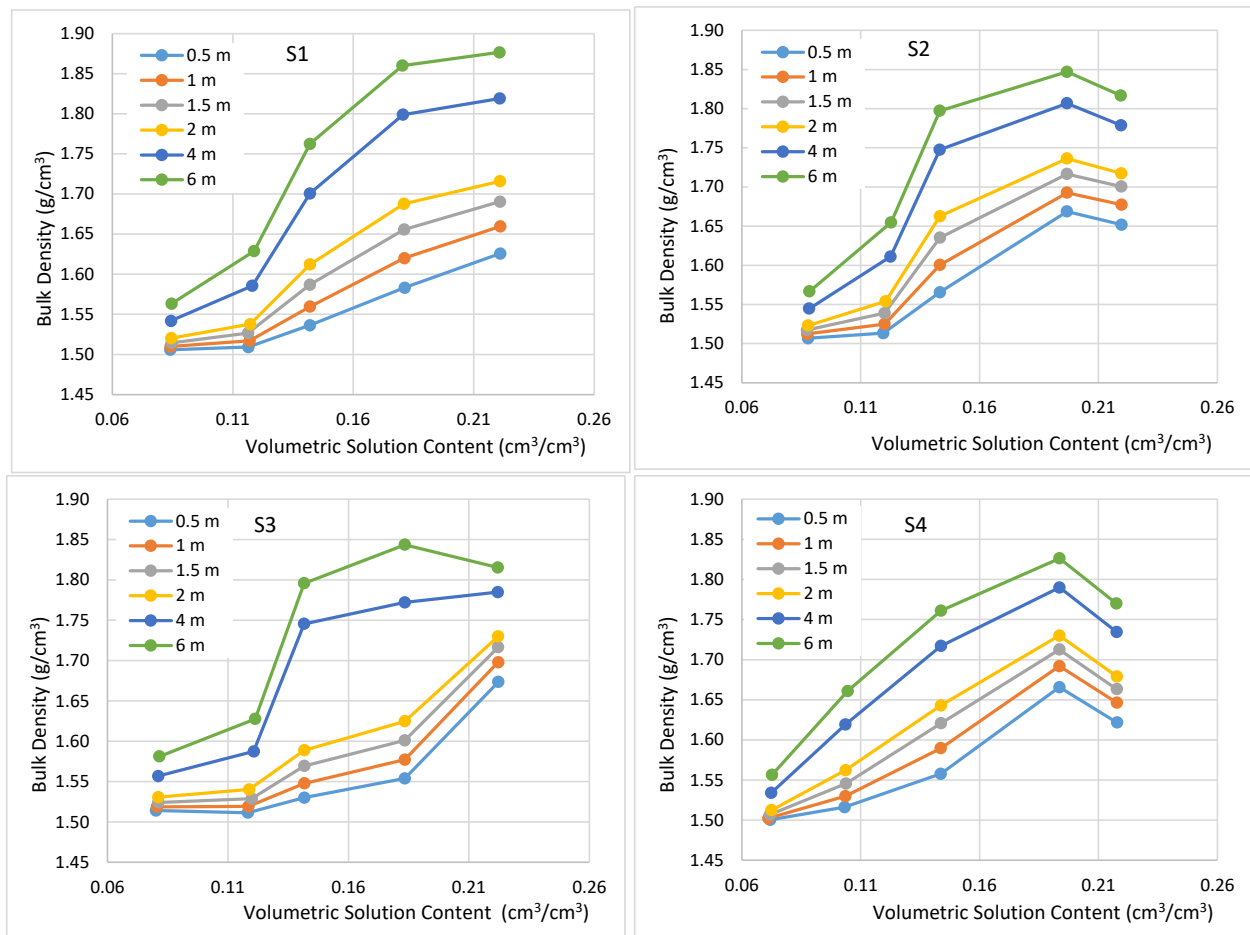 S1
0.5 m
1 m
1.5 m
2 m
4 m
6 m
Bulk Density (g/cm³)
1.90
1.85
1.80
1.75
1.70
1.65
1.60
1.55
1.50
1.45
0.06 0.11 0.16 0.21 0.26
Volumetric Solution Content (cm³/cm³)
S2
0.5 m
1 m
1.5 m
2 m
4 m
6 m
Bulk Density (g/cm³)
1.90
1.85
1.80
1.75
1.70
1.65
1.60
1.55
1.50
1.45
0.06 0.11 0.16 0.21 0.26
Volumetric Solution Content (cm³/cm³)
S3
0.5 m
1 m
1.5 m
2 m
4 m
6 m
Bulk Density (g/cm³)
1.90
1.85
1.80
1.75
1.70
1.65
1.60
1.55
1.50
1.45
0.06 0.11 0.16 0.21 0.26
Volumetric Solution Content (cm³/cm³)
S4
0.5 m
1 m
1.5 m
2 m
4 m
6 m
Bulk Density (g/cm³)
1.90
1.85
1.80
1.75
1.70
1.65
1.60
1.55
1.50
1.45
0.06 0.11 0.16 0.21 0.26
Volumetric Solution Content (cm³/cm³)